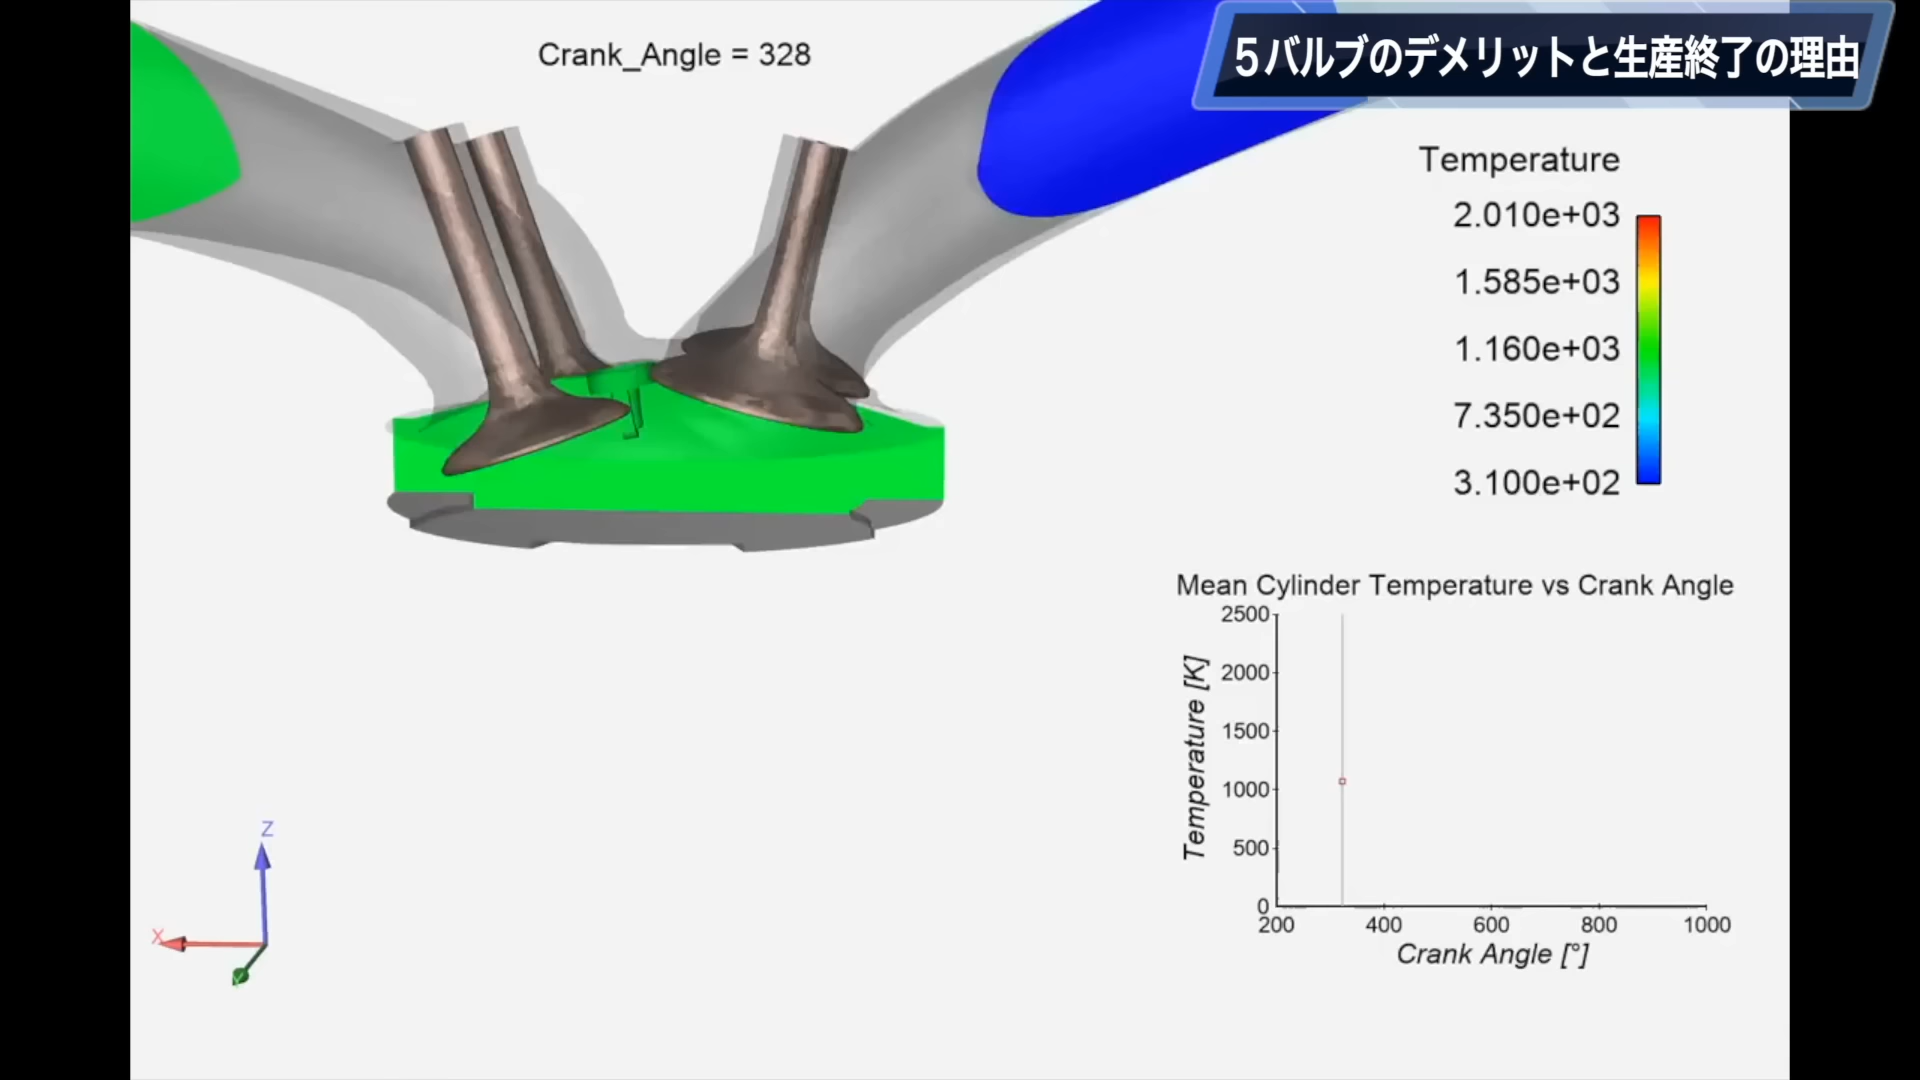 Crank_Angle = 328
5バルブのデメリットと生産終了の理由
Temperature
2.010e+03
1.585e+03
1.160e+03
7.350e+02
3.100e+02
Mean Cylinder Temperature vs Crank Angle
2500
2000
1500
1000
500
0
Temperature [K]
200 400 600 800 1000
Crank Angle [°]
Z
X
Y